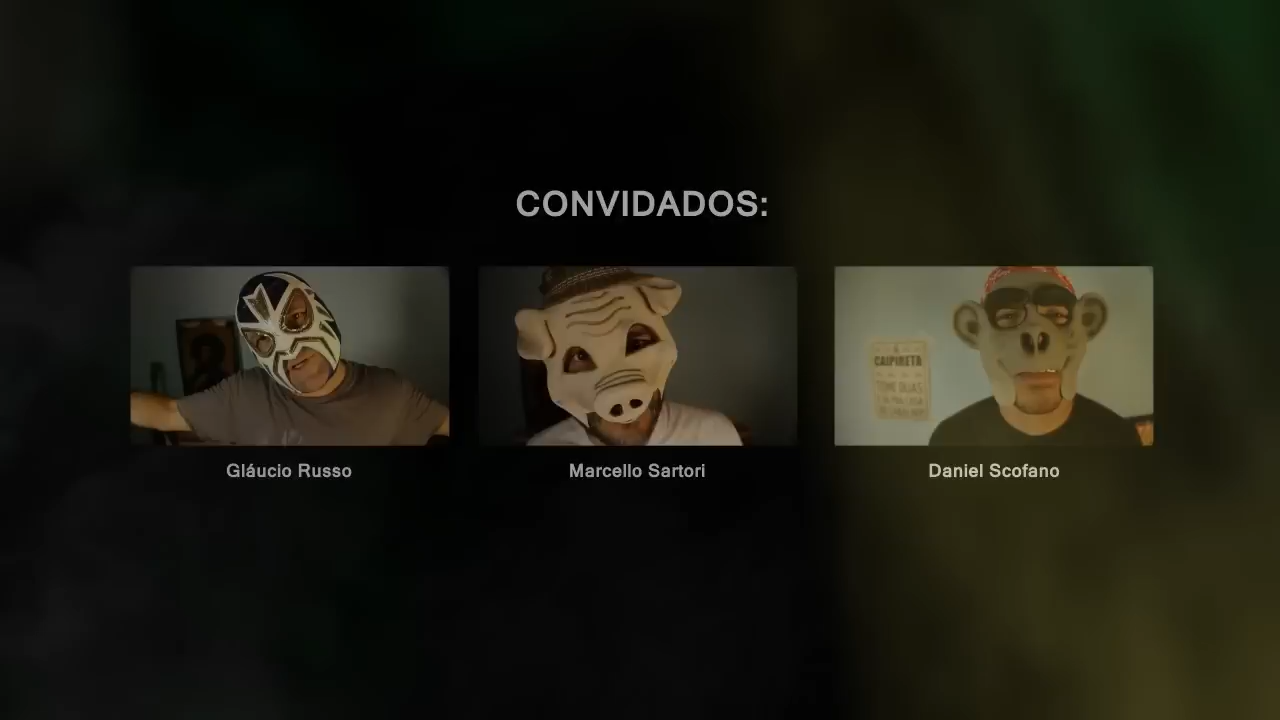 CONVIDADOS:
CAIPIRETA
Gláucio Russo
Marcello Sartori
Daniel Scofano